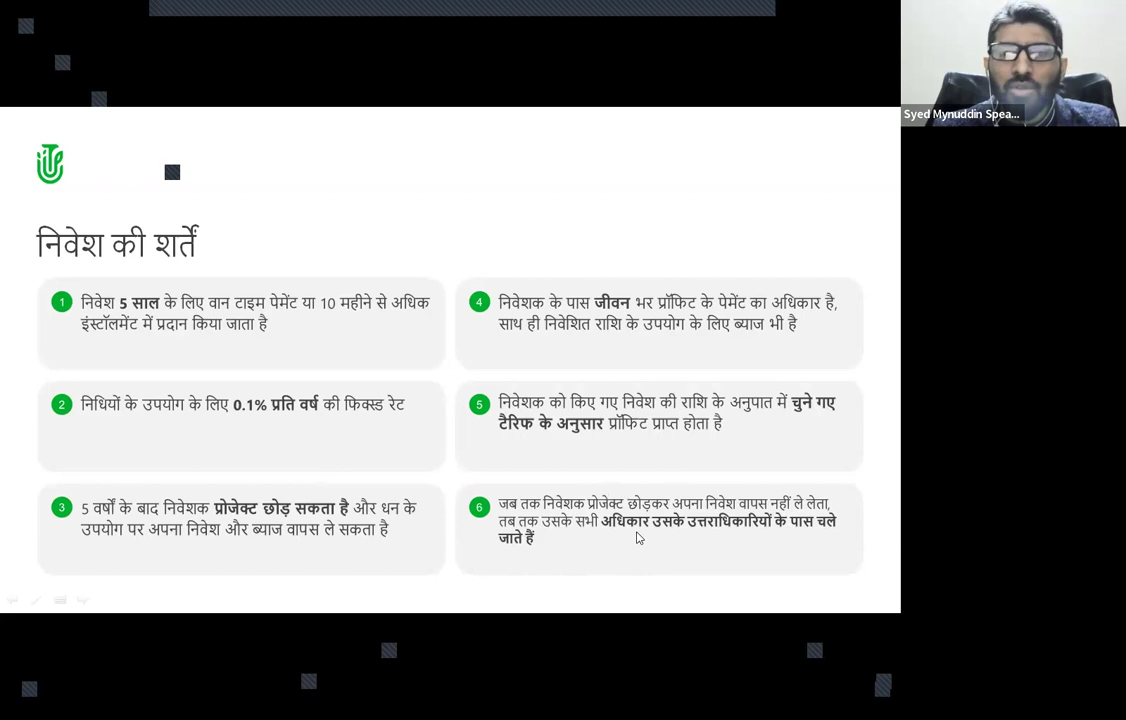 Syed Mynuddin Spea...
निवेश की शर्तें
1 निवेश 5 साल के लिए वान टाइम पेमेंट या 10 महीने से अधिक
इंस्टॉलमेंट में प्रदान किया जाता है
2 निधियों के उपयोग के लिए 0.1% प्रति वर्ष की फिक्स्ड रेट
3 5 वर्षों के बाद निवेशक प्रोजेक्ट छोड़ सकता है और धन के
उपयोग पर अपना निवेश और ब्याज वापस ले सकता है
4 निवेशक के पास जीवन भर प्रॉफिट के पेमेंट का अधिकार है,
साथ ही निवेशित राशि के उपयोग के लिए ब्याज भी है
5 निवेशक को किए गए निवेश की राशि के अनुपात में चुने गए
टैरिफ के अनुसार प्रॉफिट प्राप्त होता है
6 जब तक निवेशक प्रोजेक्ट छोड़कर अपना निवेश वापस नहीं ले लेता,
तब तक उसके सभी अधिकार उसके उत्तराधिकारियों के पास चले
जाते हैं